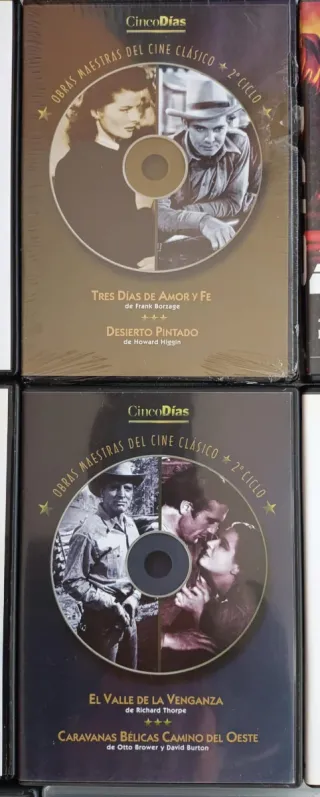 CincoDías
OBRAS MAESTRAS DEL CINE CLÁSICO ★ 2º CICLO
TRES DÍAS DE AMOR Y FE
de Frank Borzage
DESIERTO PINTADO
de Howard Higgin
CincoDías
OBRAS MAESTRAS DEL CINE CLÁSICO ★ 2º CICLO
EL VALLE DE LA VENGANZA
de Richard Thorpe
CARAVANAS BÉLICAS CAMINO DEL OESTE
de Otto Brower y David Burton